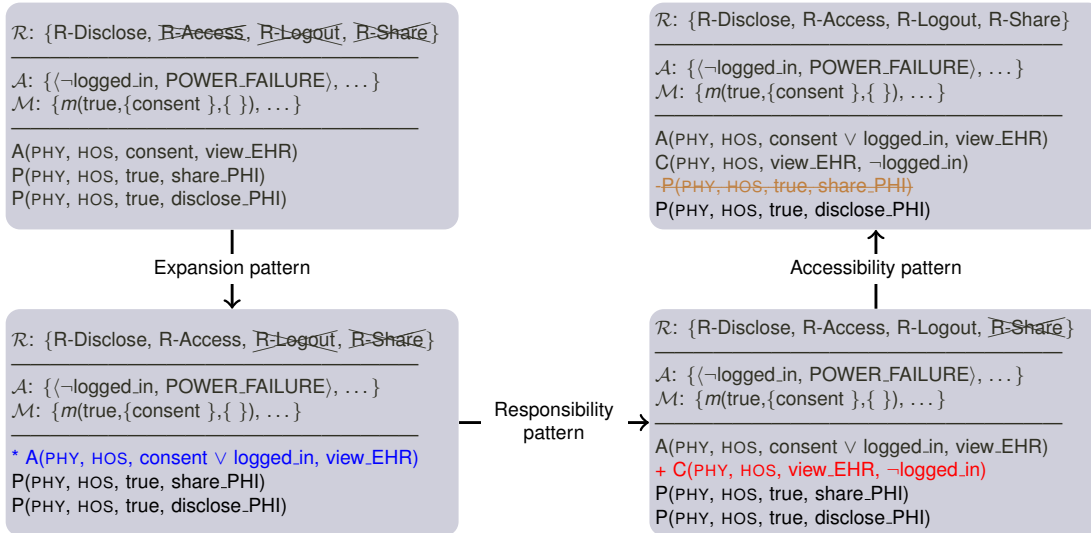 R: {R-Disclose, R-Access, R-Logout, R-Share}
A: {⟨¬logged_in, POWER_FAILURE⟩, ...}
M: {m(true,{consent },{ }), ...}
A(PHY, HOS, consent, view_EHR)
P(PHY, HOS, true, share_PHI)
P(PHY, HOS, true, disclose_PHI)
Expansion pattern
R: {R-Disclose, R-Access, R-Logout, R-Share}
A: {⟨¬logged_in, POWER_FAILURE⟩, ...}
M: {m(true,{consent },{ }), ...}
* A(PHY, HOS, consent ∨ logged_in, view_EHR)
P(PHY, HOS, true, share_PHI)
P(PHY, HOS, true, disclose_PHI)
Responsibility
pattern
R: {R-Disclose, R-Access, R-Logout, R-Share}
A: {⟨¬logged_in, POWER_FAILURE⟩, ...}
M: {m(true,{consent },{ }), ...}
A(PHY, HOS, consent ∨ logged_in, view_EHR)
+ C(PHY, HOS, view_EHR, ¬logged_in)
P(PHY, HOS, true, share_PHI)
P(PHY, HOS, true, disclose_PHI)
Accessibility pattern
R: {R-Disclose, R-Access, R-Logout, R-Share}
A: {⟨¬logged_in, POWER_FAILURE⟩, ...}
M: {m(true,{consent },{ }), ...}
A(PHY, HOS, consent ∨ logged_in, view_EHR)
C(PHY, HOS, view_EHR, ¬logged_in)
-P(PHY, HOS, true, share_PHI)
P(PHY, HOS, true, disclose_PHI)